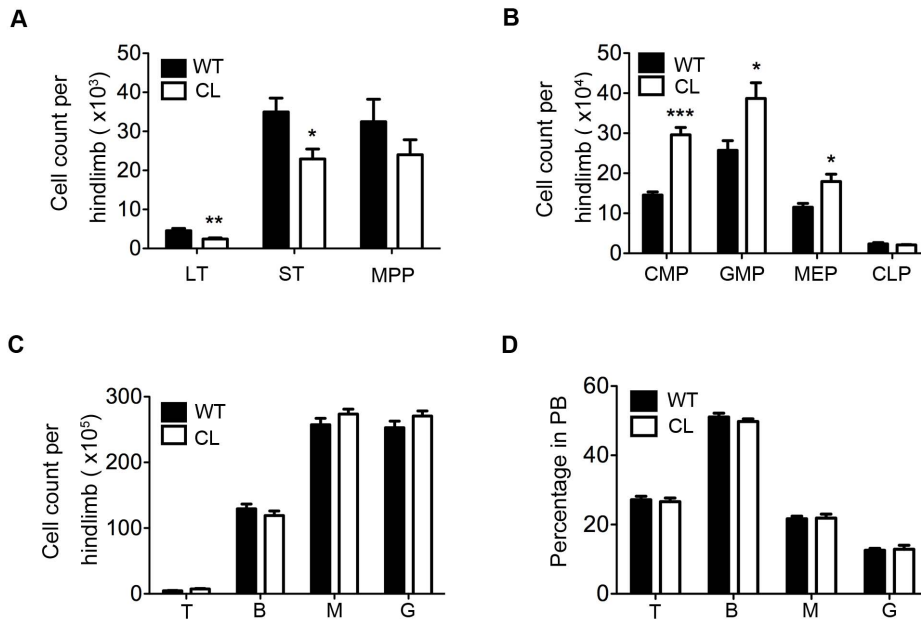 A
Cell count per
hindlimb ( x10³)
50
40
30
20
10
0
WT
CL
**
*
LT ST MPP
B
Cell count per
hindlimb ( x10⁴)
50
40
30
20
10
0
WT
CL
***
*
*
CMP GMP MEP CLP
C
Cell count per
hindlimb ( x10⁵)
300
200
100
0
WT
CL
T B M G
D
Percentage in PB
60
40
20
0
WT
CL
T B M G